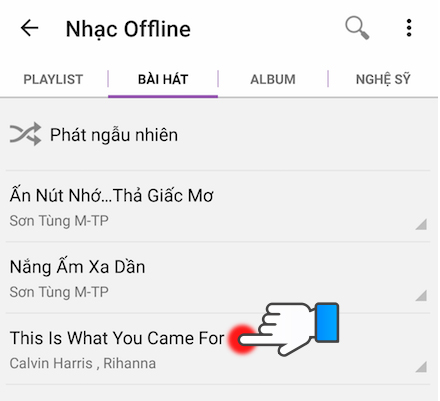 Nhạc Offline
PLAYLIST BÀI HÁT ALBUM NGHỆ SỸ
Phát ngẫu nhiên
Ấn Nút Nhớ...Thả Giấc Mơ
Sơn Tùng M-TP
Nắng Ấm Xa Dần
Sơn Tùng M-TP
This Is What You Came For
Calvin Harris , Rihanna